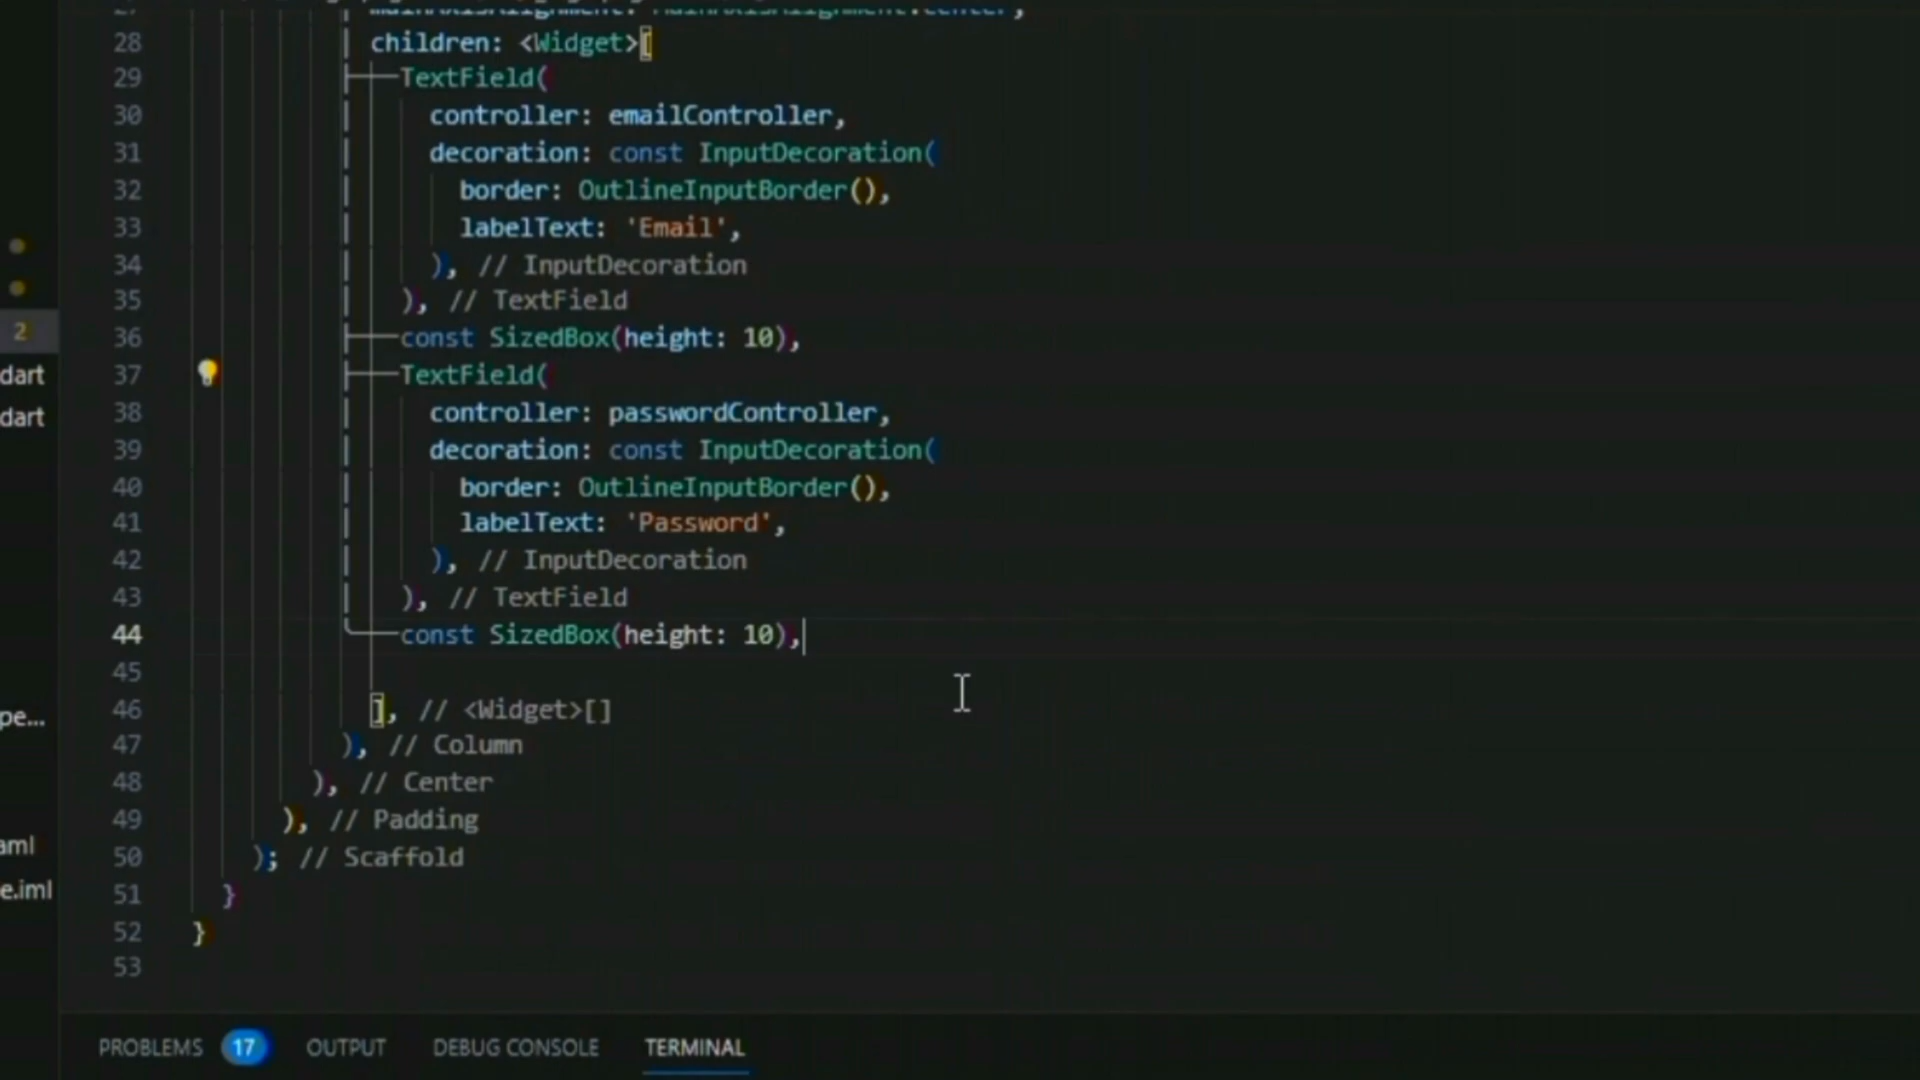 27 mainAxisAlignment: MainAxisAlignment.center,
28 children: <Widget>[
29 TextField(
30 controller: emailController,
31 decoration: const InputDecoration(
32 border: OutlineInputBorder(),
33 labelText: 'Email',
34 ), // InputDecoration
35 ), // TextField
36 const SizedBox(height: 10),
37 TextField(
38 controller: passwordController,
39 decoration: const InputDecoration(
40 border: OutlineInputBorder(),
41 labelText: 'Password',
42 ), // InputDecoration
43 ), // TextField
44 const SizedBox(height: 10),
45
46 ], // <Widget>[]
47 ), // Column
48 ), // Center
49 ), // Padding
50 ); // Scaffold
51 }
52 }
53
2
dart
dart
pe...
aml
e.iml
PROBLEMS 17 OUTPUT DEBUG CONSOLE TERMINAL